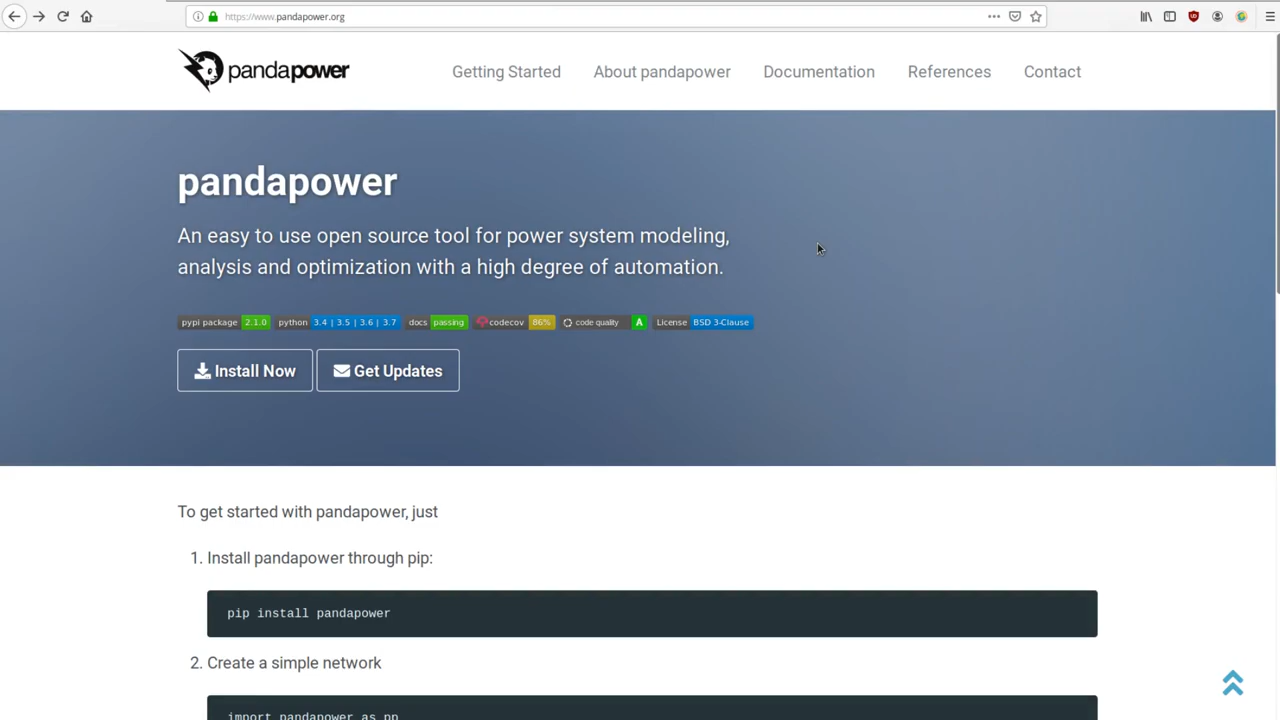 https://www.pandapower.org
pandapower
Getting Started
About pandapower
Documentation
References
Contact
pandapower
An easy to use open source tool for power system modeling,
analysis and optimization with a high degree of automation.
pypi package 2.1.0 python 3.4 | 3.5 | 3.6 | 3.7 docs passing codecov 86% code quality A License BSD 3-Clause
Install Now
Get Updates
To get started with pandapower, just
1. Install pandapower through pip:
pip install pandapower
2. Create a simple network
import pandapower as pp